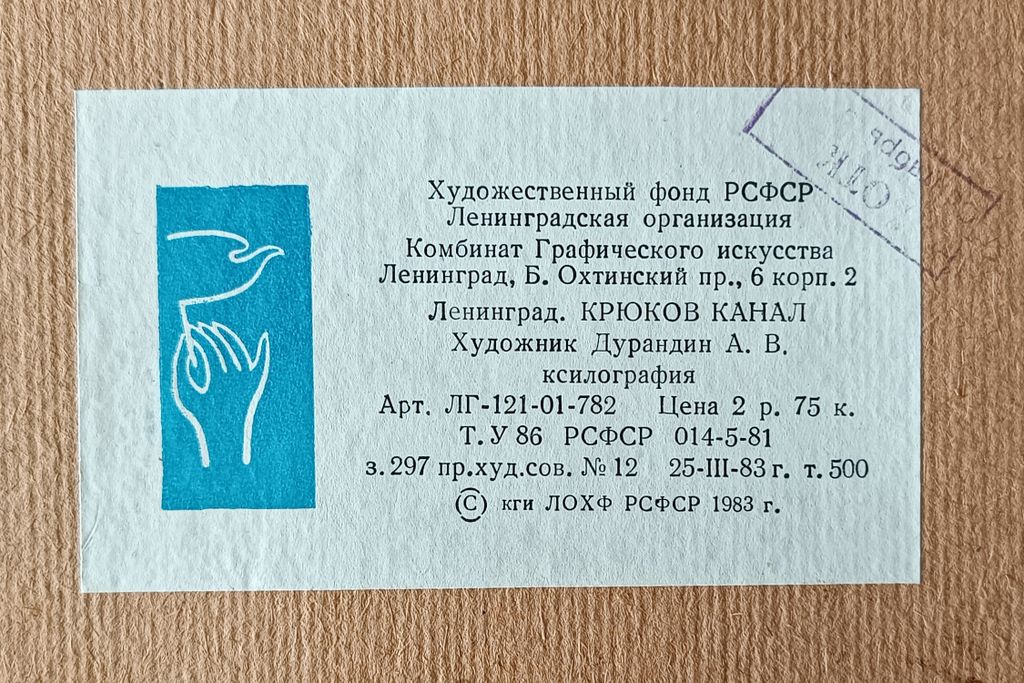 Художественный фонд РСФСР
Ленинградская организация
Комбинат Графического искусства
Ленинград, Б. Охтинский пр., 6 корп. 2
Ленинград. КРЮКОВ КАНАЛ
Художник Дурандин А. В.
ксилография
Арт. ЛГ-121-01-782 Цена 2 р. 75 к.
Т. У 86 РСФСР 014-5-81
з. 297 пр.худ.сов. № 12 25-III-83 г. т. 500
© кги ЛОХФ РСФСР 1983 г.
ОТК